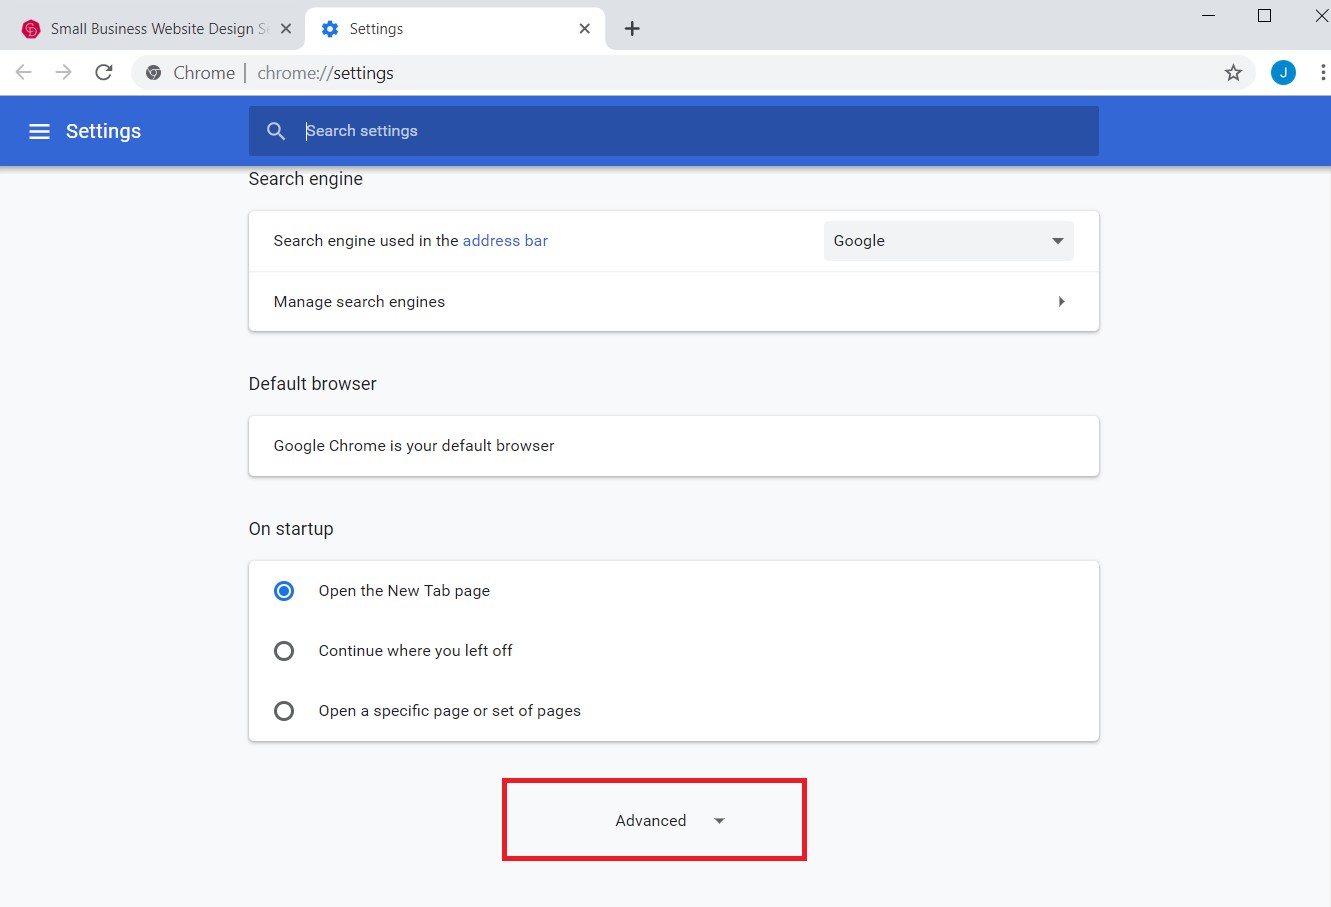 Small Business Website Design S
Settings
Chrome | chrome://settings
J
Settings
Search settings
Search engine
Search engine used in the address bar
Google
Manage search engines
Default browser
Google Chrome is your default browser
On startup
Open the New Tab page
Continue where you left off
Open a specific page or set of pages
Advanced